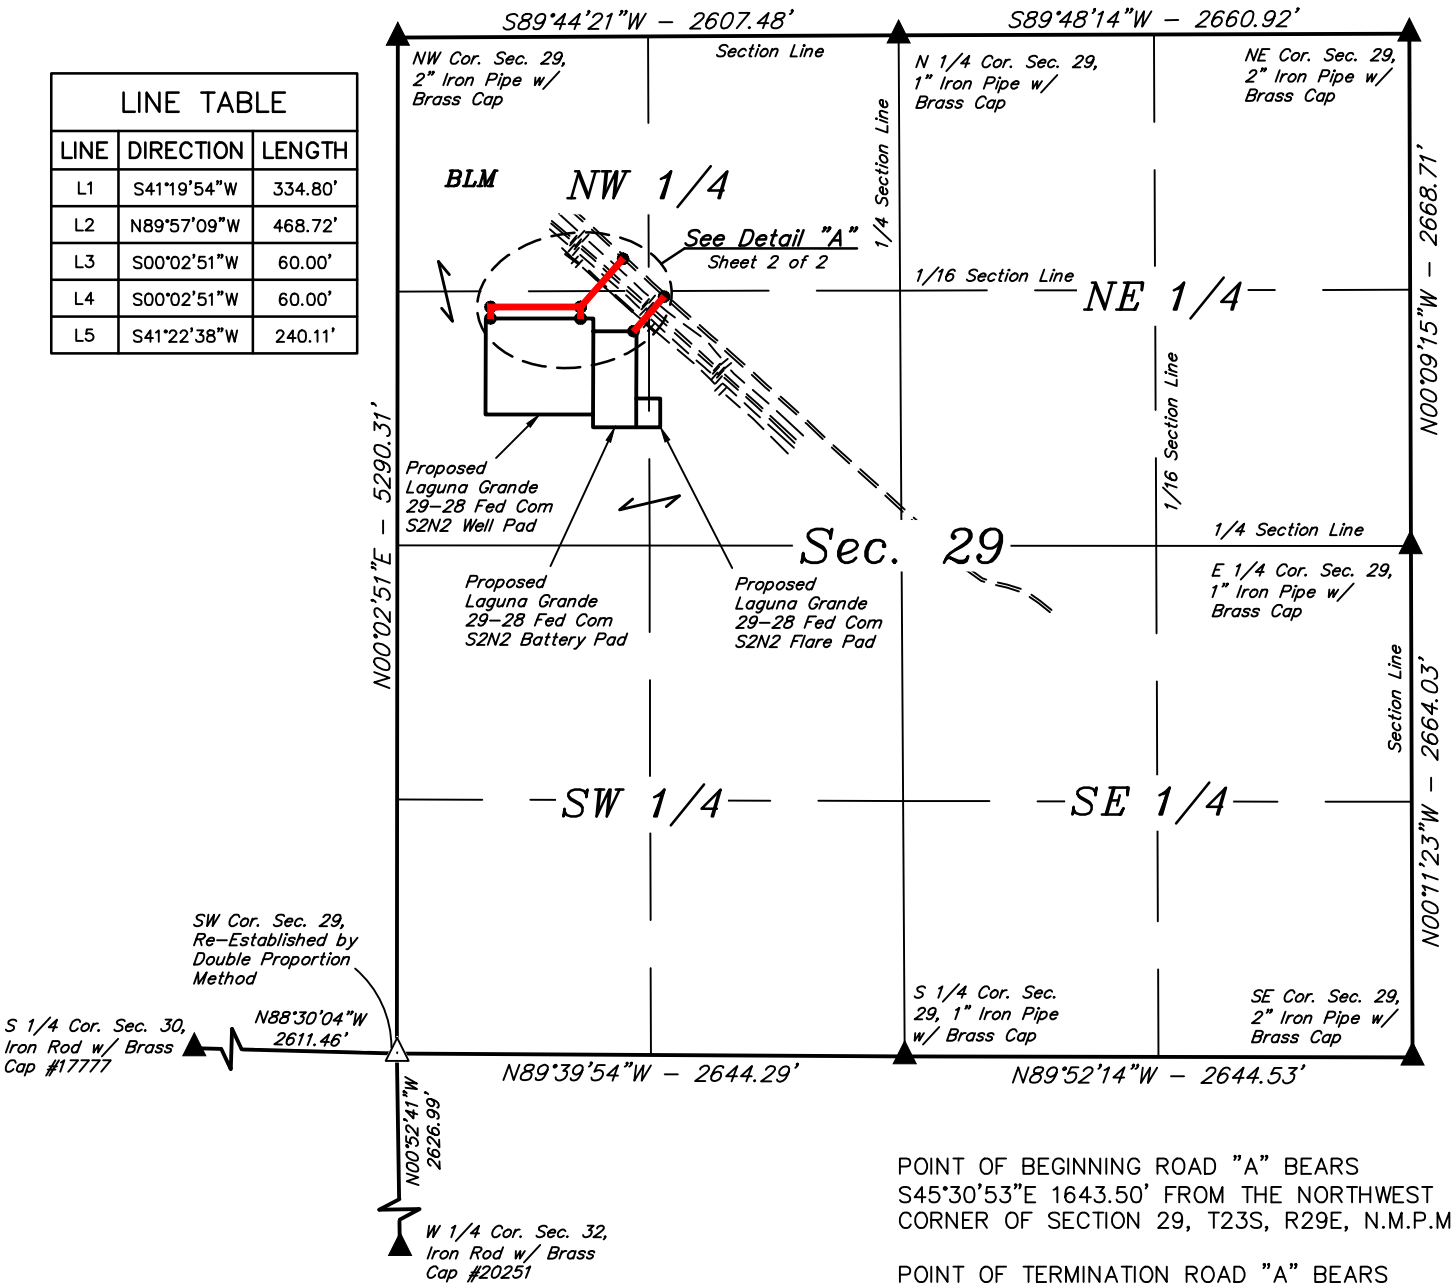 S89°44'21"W – 2607.48'
S89°48'14"W – 2660.92'
Section Line
NW Cor. Sec. 29,
2" Iron Pipe w/
Brass Cap
N 1/4 Cor. Sec. 29,
1" Iron Pipe w/
Brass Cap
NE Cor. Sec. 29,
2" Iron Pipe w/
Brass Cap
LINE TABLE
LINE DIRECTION LENGTH
L1 S41°19'54"W 334.80'
L2 N89°57'09"W 468.72'
L3 S00°02'51"W 60.00'
L4 S00°02'51"W 60.00'
L5 S41°22'38"W 240.11'
BLM
NW 1/4
1/4 Section Line
See Detail "A"
Sheet 2 of 2
1/16 Section Line
NE 1/4
N00°09'15"W – 2668.71'
1/16 Section Line
N00°02'51"E – 5290.31'
Proposed
Laguna Grande
29–28 Fed Com
S2N2 Well Pad
Sec. 29
1/4 Section Line
E 1/4 Cor. Sec. 29,
1" Iron Pipe w/
Brass Cap
Proposed
Laguna Grande
29–28 Fed Com
S2N2 Battery Pad
Proposed
Laguna Grande
29–28 Fed Com
S2N2 Flare Pad
Section Line
N00°11'23"W – 2664.03'
SW 1/4
SE 1/4
SW Cor. Sec. 29,
Re–Established by
Double Proportion
Method
S 1/4 Cor. Sec. 30,
Iron Rod w/ Brass
Cap #17777
N88°30'04"W
2611.46'
S 1/4 Cor. Sec.
29, 1" Iron Pipe
w/ Brass Cap
SE Cor. Sec. 29,
2" Iron Pipe w/
Brass Cap
N89°39'54"W – 2644.29'
N89°52'14"W – 2644.53'
N00°52'41"W
2626.99'
W 1/4 Cor. Sec. 32,
Iron Rod w/ Brass
Cap #20251
POINT OF BEGINNING ROAD "A" BEARS
S45°30'53"E 1643.50' FROM THE NORTHWEST
CORNER OF SECTION 29, T23S, R29E, N.M.P.M
POINT OF TERMINATION ROAD "A" BEARS